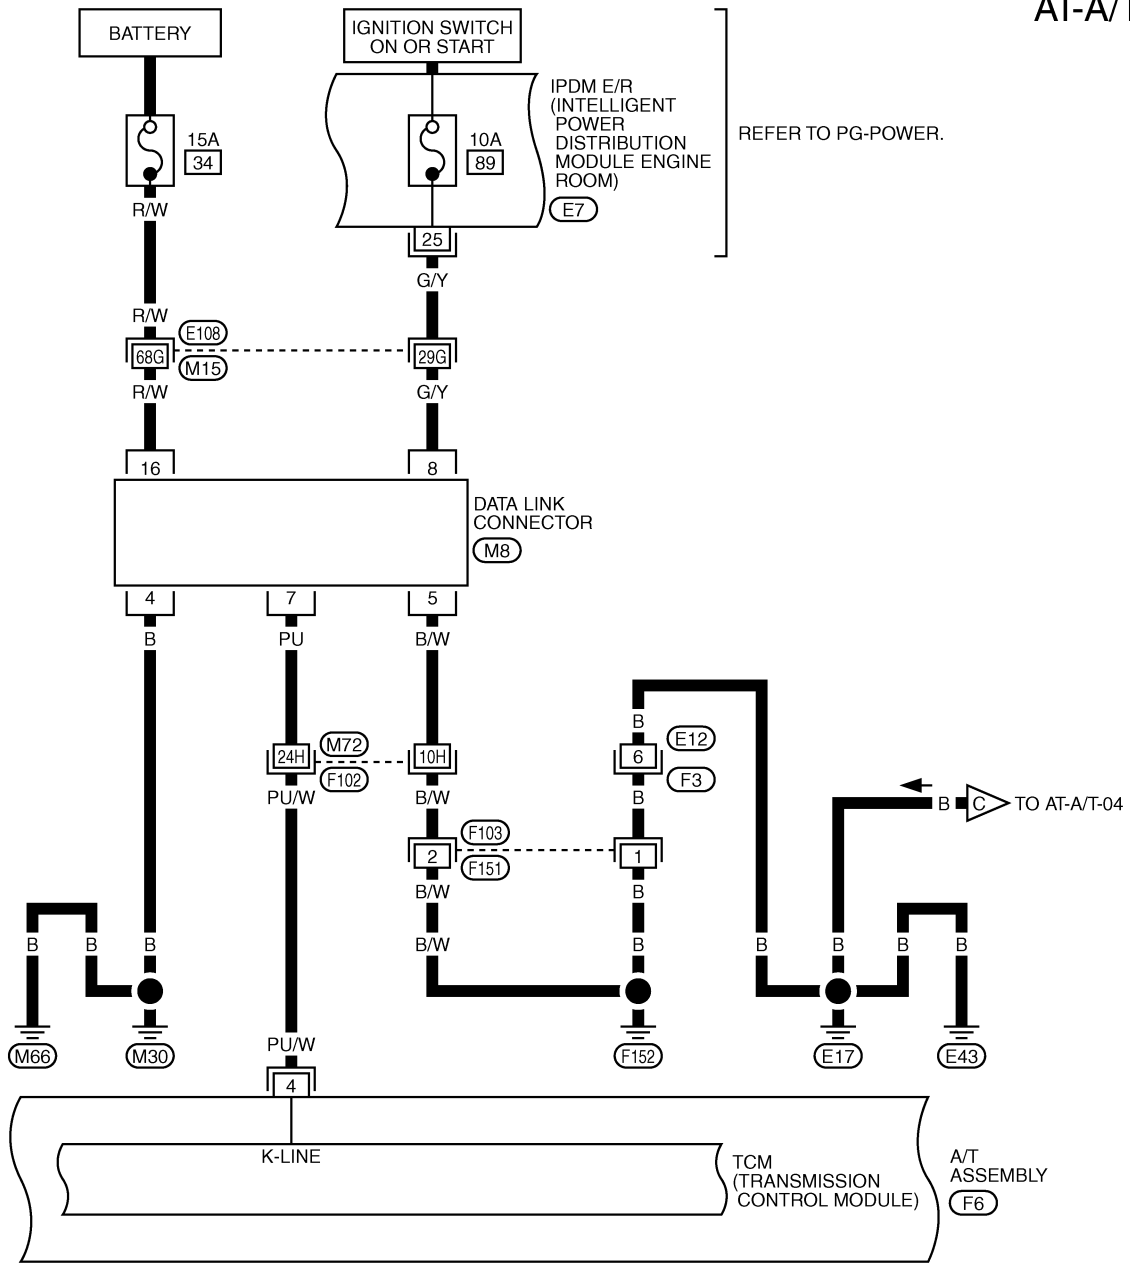 AT-A/T
BATTERY
IGNITION SWITCH
ON OR START
IPDM E/R
(INTELLIGENT
POWER
DISTRIBUTION
MODULE ENGINE
ROOM)
E7
REFER TO PG-POWER.
15A
34
10A
89
R/W
25
G/Y
R/W
E108
68G
M15
29G
R/W
G/Y
16
8
DATA LINK
CONNECTOR
M8
4
7
5
B
PU
B/W
B
6
E12
F3
24H
M72
F102
10H
PU/W
B/W
B
B
C
TO AT-A/T-04
2
F103
F151
1
B/W
B
B
B
B
B/W
B
B
B
B
B
M66
M30
F152
E17
E43
PU/W
4
K-LINE
TCM
(TRANSMISSION
CONTROL MODULE)
A/T
ASSEMBLY
F6